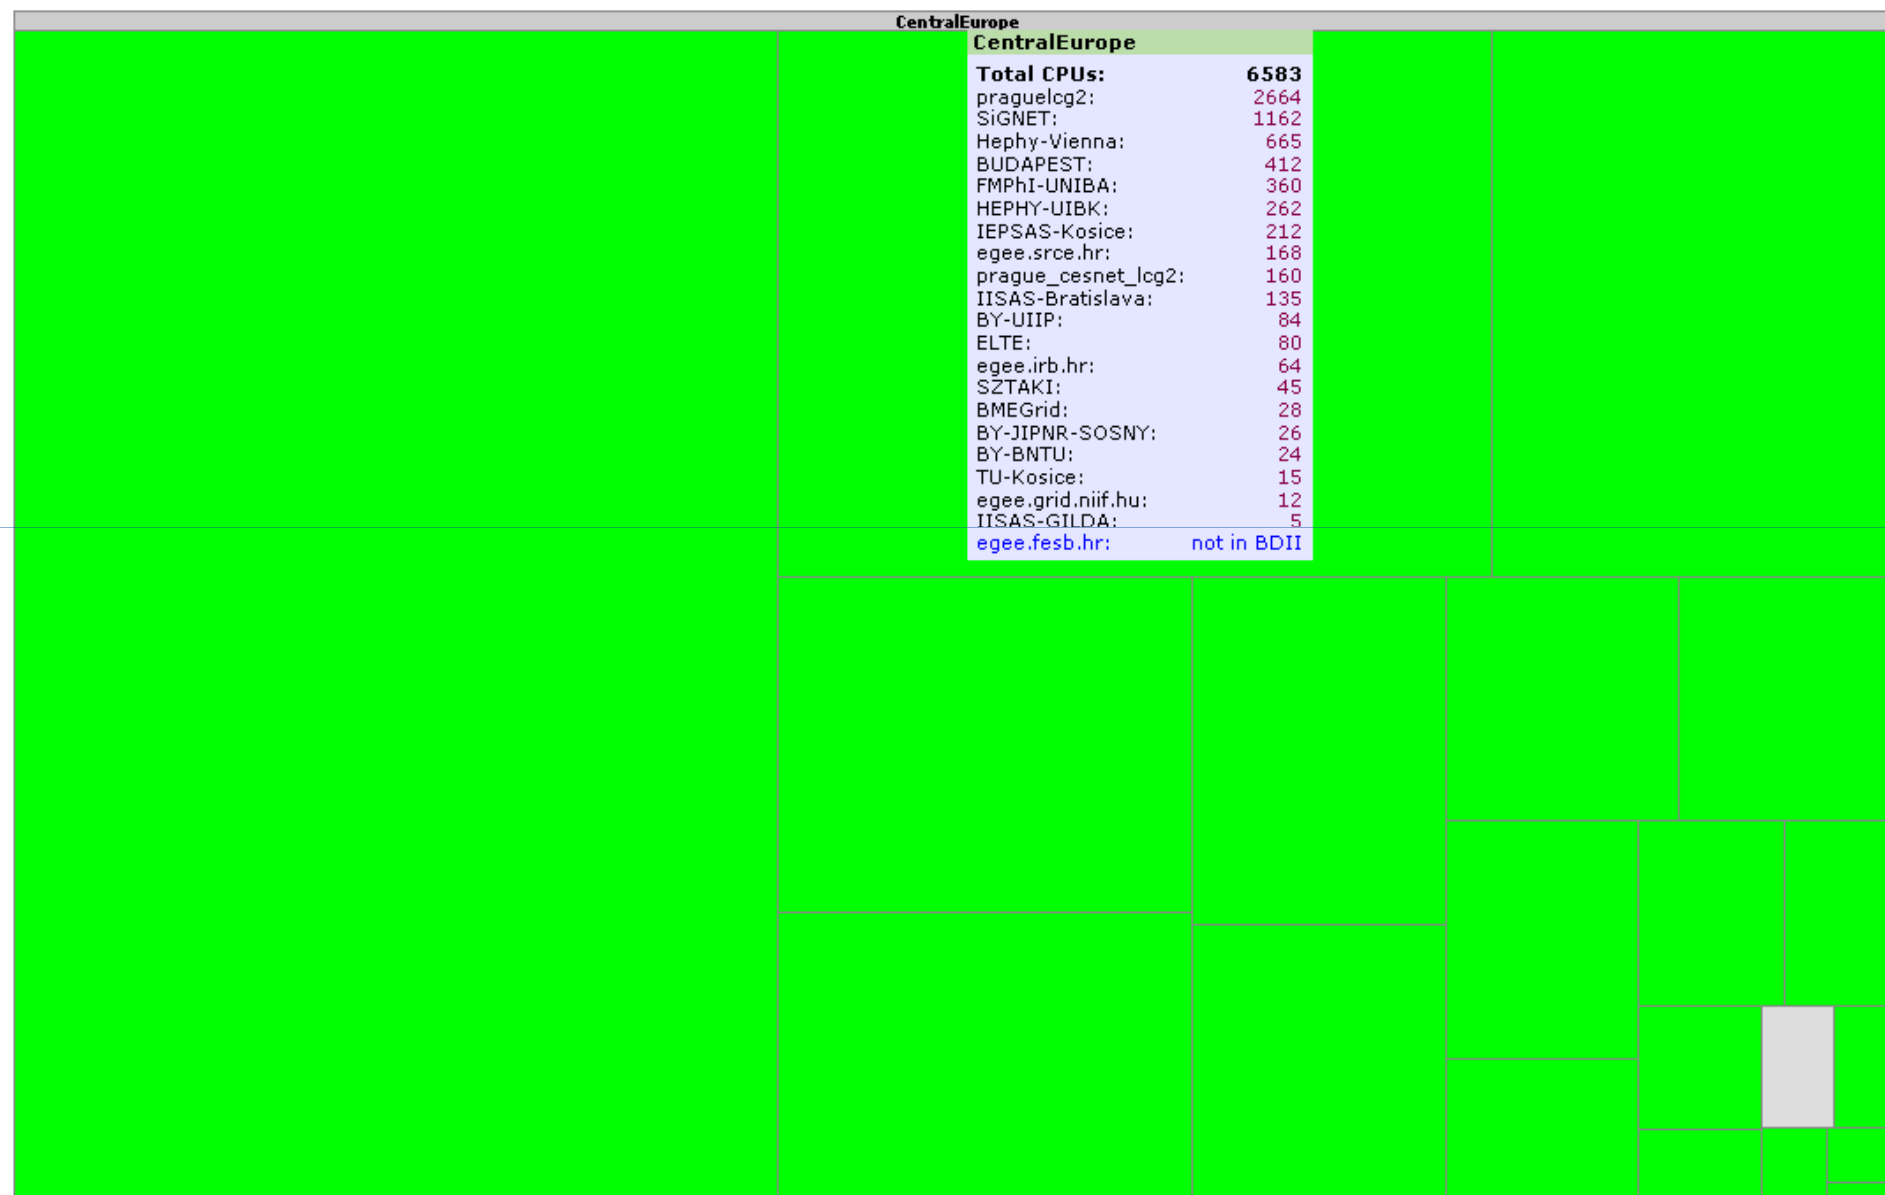 CentralEurope
CentralEurope
Total CPUs: 6583
praguelcg2: 2664
SiGNET: 1162
Hephy-Vienna: 665
BUDAPEST: 412
FMPhI-UNIBA: 360
HEPHY-UIBK: 262
IEPSAS-Kosice: 212
egee.srce.hr: 168
prague_cesnet_lcg2: 160
IISAS-Bratislava: 135
BY-UIIP: 84
ELTE: 80
egee.irb.hr: 64
SZTAKI: 45
BMEGrid: 28
BY-JIPNR-SOSNY: 26
BY-BNTU: 24
TU-Kosice: 15
egee.grid.niif.hu: 12
IISAS-GILDA: 5
egee.fesb.hr: not in BDII